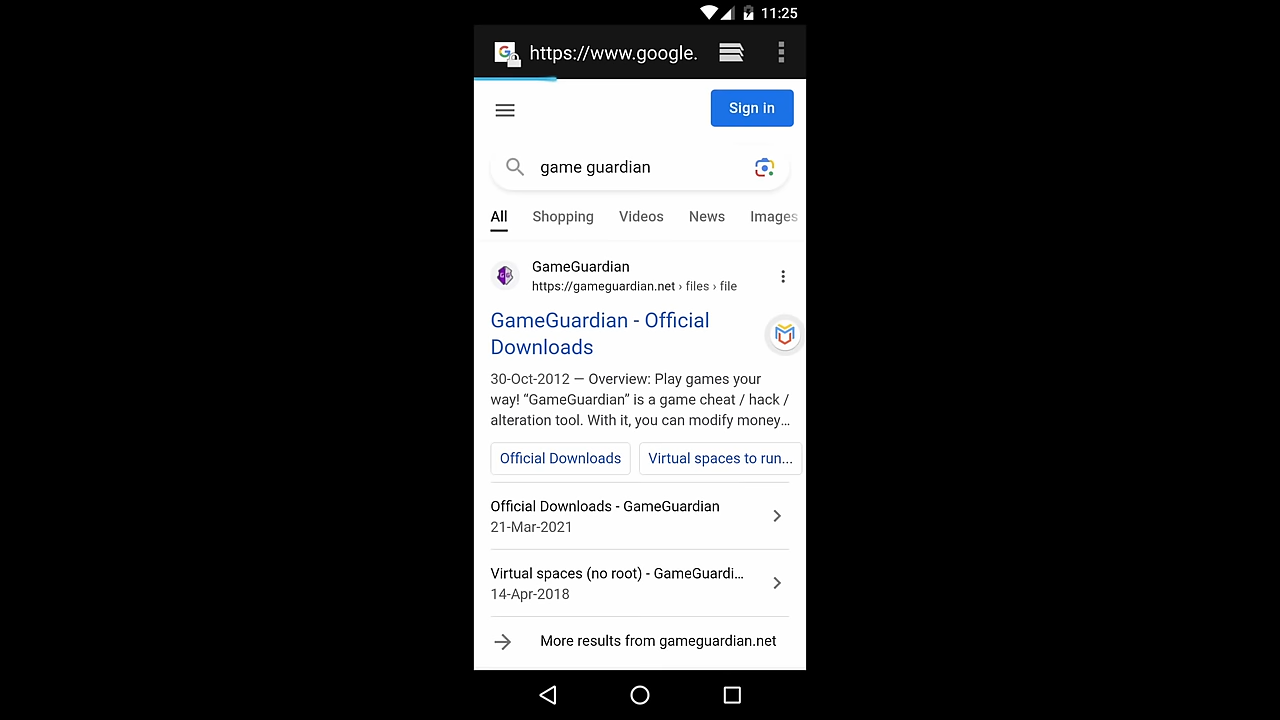 11:25
https://www.google.
Sign in
game guardian
All Shopping Videos News Images
GameGuardian
https://gameguardian.net › files › file
GameGuardian - Official
Downloads
30-Oct-2012 — Overview: Play games your
way! “GameGuardian” is a game cheat / hack /
alteration tool. With it, you can modify money...
Official Downloads Virtual spaces to run...
Official Downloads - GameGuardian
21-Mar-2021
Virtual spaces (no root) - GameGuardi...
14-Apr-2018
More results from gameguardian.net